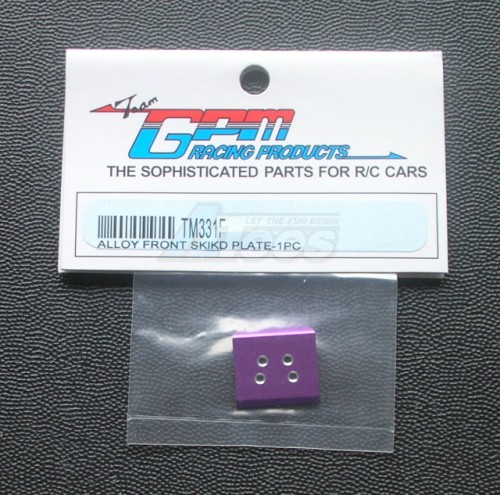 Team
GPM
RACING PRODUCTS
THE SOPHISTICATED PARTS FOR R/C CARS
TM331F
LET THE FUN BEGIN
ALLOY FRONT SKIKD PLATE-1PC